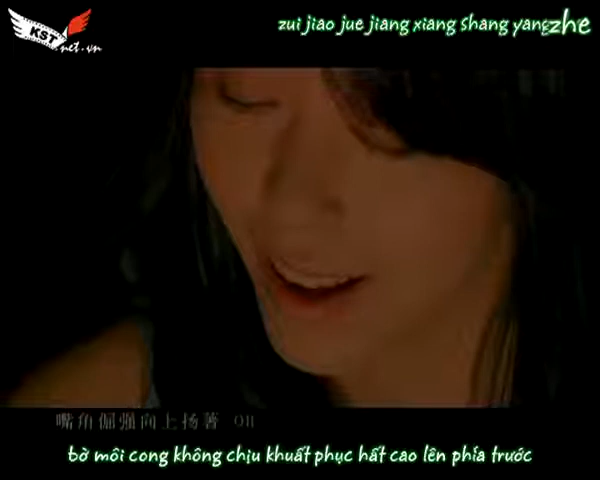 KST
net.vn
zui jiao jue jiang xiang shang yang zhe
嘴角倔强向上扬著 OH
bờ môi cong không chịu khuất phục hất cao lên phía trước